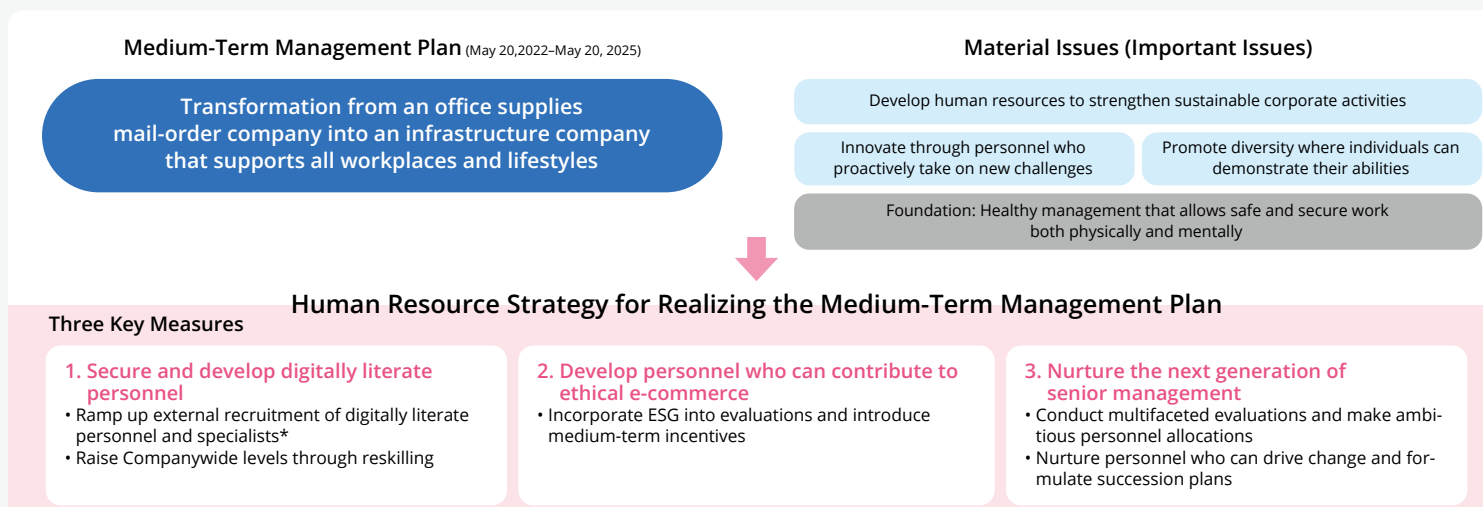 Medium-Term Management Plan (May 20,2022–May 20, 2025)
Transformation from an office supplies
mail-order company into an infrastructure company
that supports all workplaces and lifestyles
Material Issues (Important Issues)
Develop human resources to strengthen sustainable corporate activities
Innovate through personnel who
proactively take on new challenges
Promote diversity where individuals can
demonstrate their abilities
Foundation: Healthy management that allows safe and secure work
both physically and mentally
Human Resource Strategy for Realizing the Medium-Term Management Plan
Three Key Measures
1. Secure and develop digitally literate
personnel
• Ramp up external recruitment of digitally literate
personnel and specialists*
• Raise Companywide levels through reskilling
2. Develop personnel who can contribute to
ethical e-commerce
• Incorporate ESG into evaluations and introduce
medium-term incentives
3. Nurture the next generation of
senior management
• Conduct multifaceted evaluations and make ambi-
tious personnel allocations
• Nurture personnel who can drive change and for-
mulate succession plans